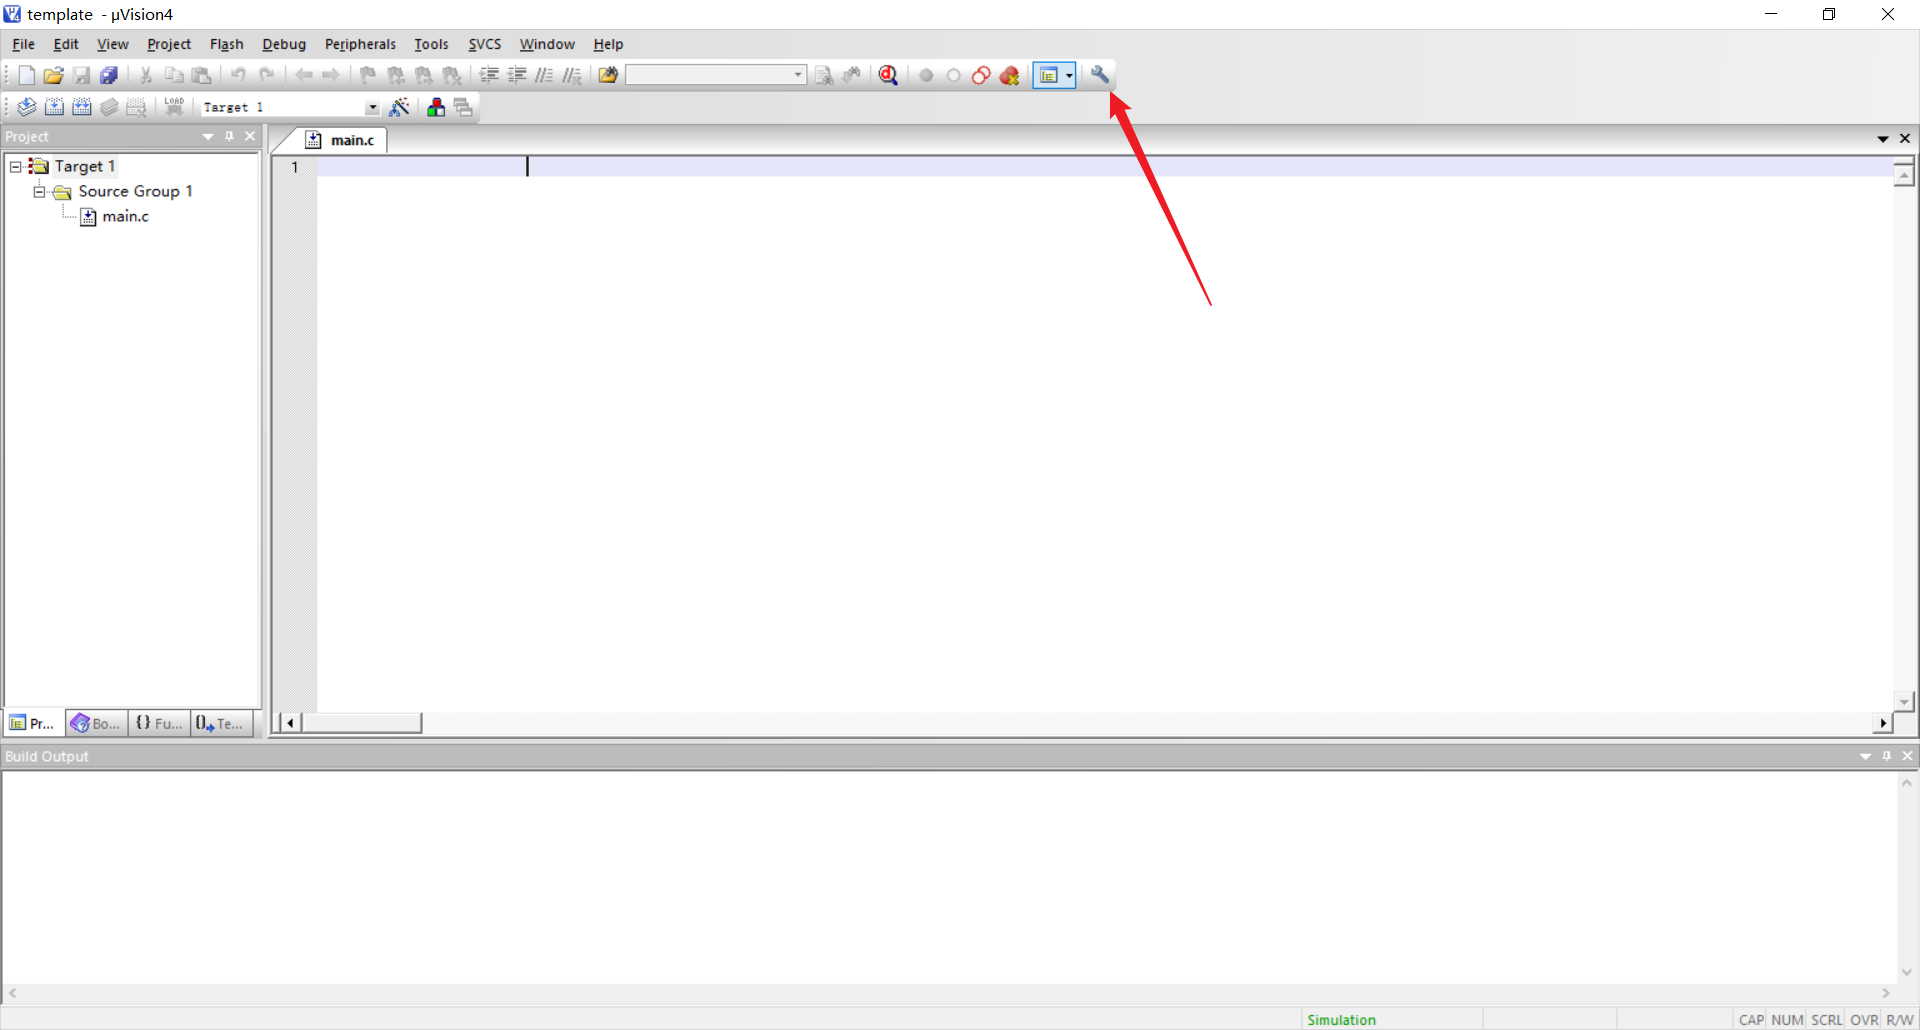 template - µVision4
File Edit View Project Flash Debug Peripherals Tools SVCS Window Help
LOAD Target 1
Project
main.c
Target 1
Source Group 1
main.c
1
Pr... Bo... {} Fu... Te...
Build Output
Simulation
CAP NUM SCRL OVR R/W